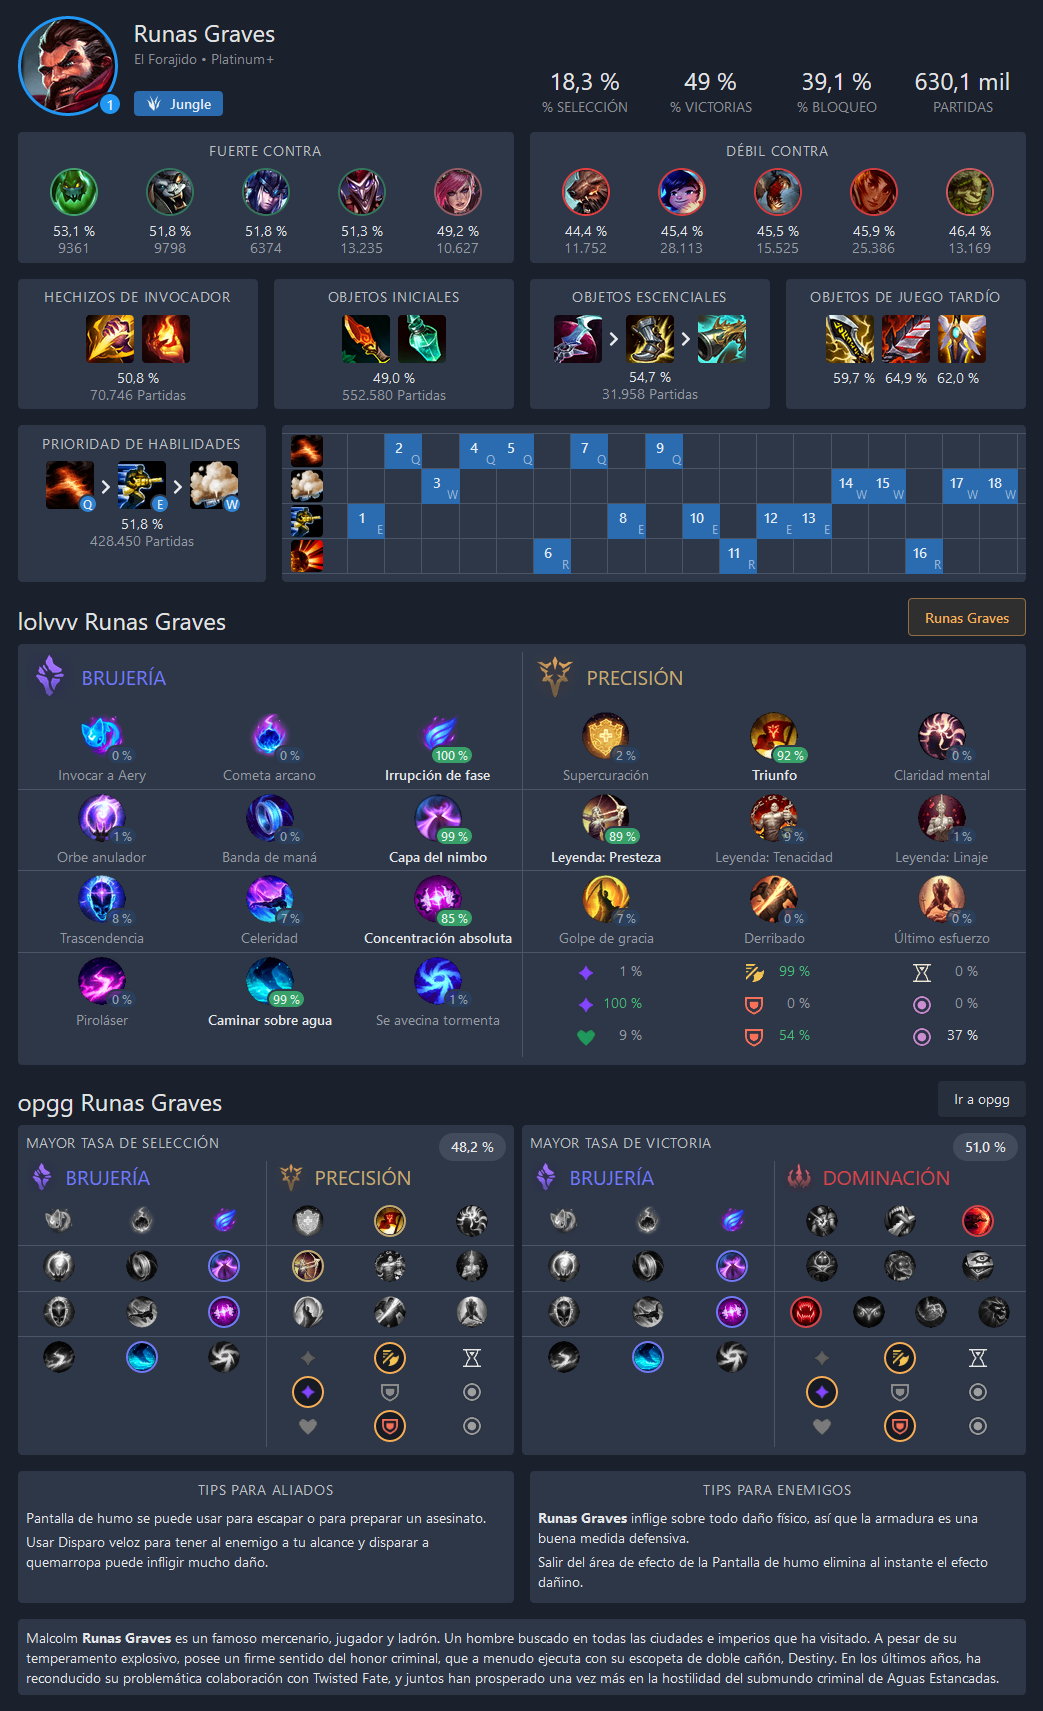 Runas Graves
El Forajido • Platinum+
1
Jungle
18,3 % 49 % 39,1 % 630,1 mil
% SELECCIÓN % VICTORIAS % BLOQUEO PARTIDAS
FUERTE CONTRA
53,1 % 51,8 % 51,8 % 51,3 % 49,2 %
9361 9798 6374 13.235 10.627
DÉBIL CONTRA
44,4 % 45,4 % 45,5 % 45,9 % 46,4 %
11.752 28.113 15.525 25.386 13.169
HECHIZOS DE INVOCADOR
50,8 %
70.746 Partidas
OBJETOS INICIALES
49,0 %
552.580 Partidas
OBJETOS ESCENCIALES
54,7 %
31.958 Partidas
OBJETOS DE JUEGO TARDÍO
59,7 % 64,9 % 62,0 %
PRIORIDAD DE HABILIDADES
Q E W
51,8 %
428.450 Partidas
2 Q 4 Q 5 Q 7 Q 9 Q
3 W 14 W 15 W 17 W 18 W
1 E 8 E 10 E 12 E 13 E
6 R 11 R 16 R
lolvvv Runas Graves
Runas Graves
BRUJERÍA
0 % 0 % 100 %
Invocar a Aery Cometa arcano Irrupción de fase
1 % 0 % 99 %
Orbe anulador Banda de maná Capa del nimbo
8 % 7 % 85 %
Trascendencia Celeridad Concentración absoluta
0 % 99 % 1 %
Piroláser Caminar sobre agua Se avecina tormenta
PRECISIÓN
2 % 92 % 0 %
Supercuración Triunfo Claridad mental
89 % 9 % 1 %
Leyenda: Presteza Leyenda: Tenacidad Leyenda: Linaje
7 % 0 % 0 %
Golpe de gracia Derribado Último esfuerzo
1 % 99 % 0 %
100 % 0 % 0 %
9 % 54 % 37 %
opgg Runas Graves
Ir a opgg
MAYOR TASA DE SELECCIÓN 48,2 %
BRUJERÍA PRECISIÓN
MAYOR TASA DE VICTORIA 51,0 %
BRUJERÍA DOMINACIÓN
TIPS PARA ALIADOS
Pantalla de humo se puede usar para escapar o para preparar un asesinato.
Usar Disparo veloz para tener al enemigo a tu alcance y disparar a
quemarropa puede infligir mucho daño.
TIPS PARA ENEMIGOS
Runas Graves inflige sobre todo daño físico, así que la armadura es una
buena medida defensiva.
Salir del área de efecto de la Pantalla de humo elimina al instante el efecto
dañino.
Malcolm Runas Graves es un famoso mercenario, jugador y ladrón. Un hombre buscado en todas las ciudades e imperios que ha visitado. A pesar de su
temperamento explosivo, posee un firme sentido del honor criminal, que a menudo ejecuta con su escopeta de doble cañón, Destiny. En los últimos años, ha
reconducido su problemática colaboración con Twisted Fate, y juntos han prosperado una vez más en la hostilidad del submundo criminal de Aguas Estancadas.